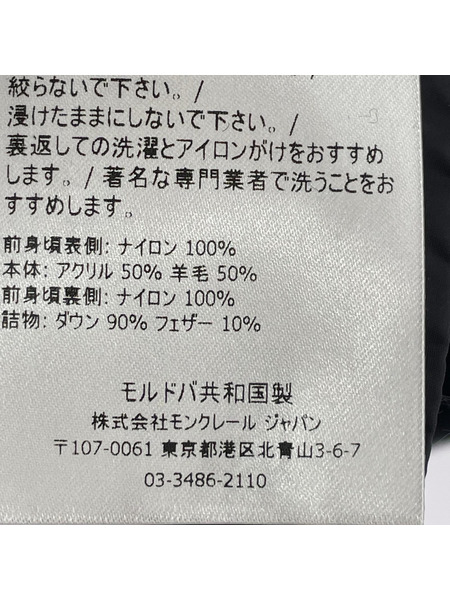 絞らないで下さい。/
浸けたままにしないで下さい。/
裏返しての洗濯とアイロンがけをおすすめ
します。/ 著名な専門業者で洗うことをお
すすめします。
前身頃表側: ナイロン 100%
本体: アクリル 50% 羊毛 50%
前身頃裏側: ナイロン 100%
詰物: ダウン 90% フェザー 10%
モルドバ共和国製
株式会社モンクレール ジャパン
〒107-0061 東京都港区北青山3-6-7
03-3486-2110